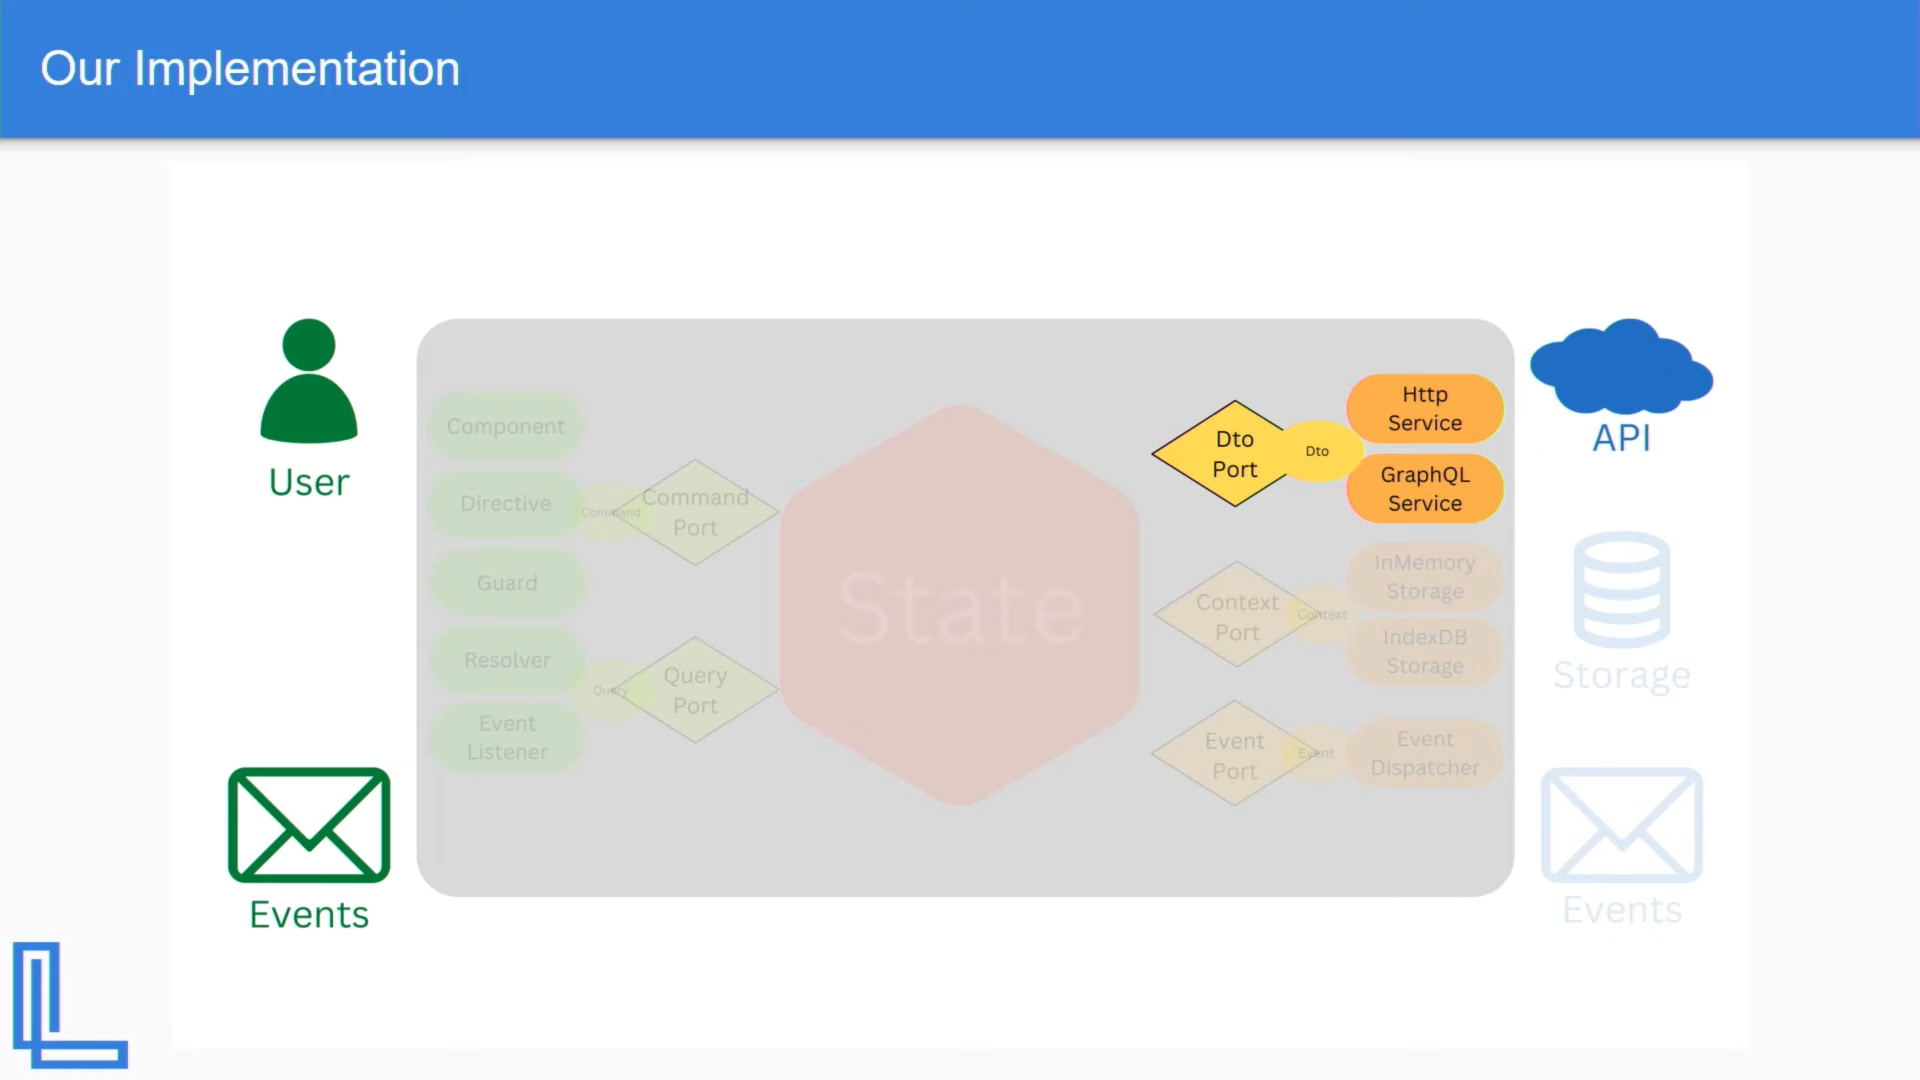 Our Implementation
User
Events
Component
Directive
Guard
Resolver
Event
Listener
Command
Command
Port
Query
Query
Port
State
Dto
Port
Dto
Http
Service
GraphQL
Service
Context
Port
Context
InMemory
Storage
IndexDB
Storage
Event
Port
Event
Event
Dispatcher
API
Storage
Events